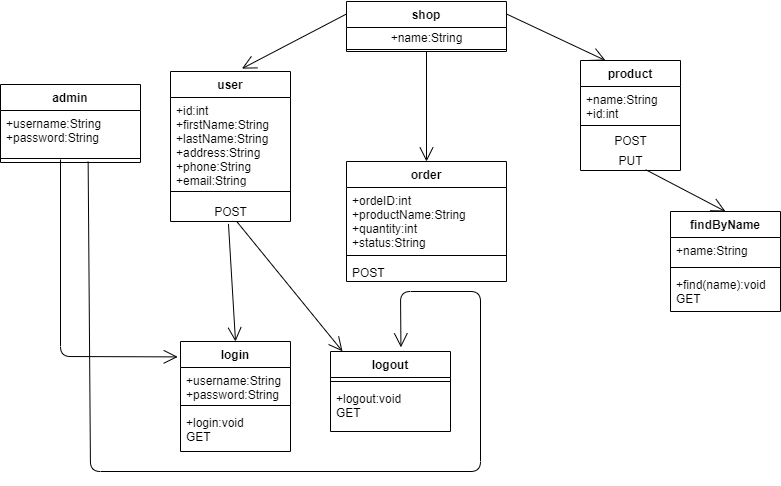 shop
+name:String
user
+id:int
+firstName:String
+lastName:String
+address:String
+phone:String
+email:String
POST
product
+name:String
+id:int
POST
PUT
admin
+username:String
+password:String
order
+ordeID:int
+productName:String
+quantity:int
+status:String
POST
findByName
+name:String
+find(name):void
GET
login
+username:String
+password:String
+login:void
GET
logout
+logout:void
GET